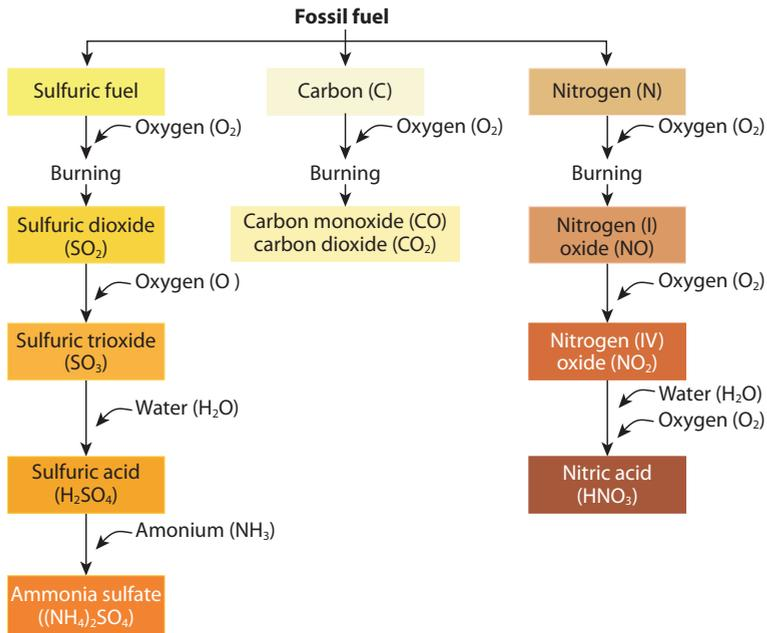 Fossil fuel
Sulfuric fuel
Oxygen (O₂)
Burning
Sulfuric dioxide
(SO₂)
Oxygen (O )
Sulfuric trioxide
(SO₃)
Water (H₂O)
Sulfuric acid
(H₂SO₄)
Amonium (NH₃)
Ammonia sulfate
((NH₄)₂SO₄)
Carbon (C)
Oxygen (O₂)
Burning
Carbon monoxide (CO)
carbon dioxide (CO₂)
Nitrogen (N)
Oxygen (O₂)
Burning
Nitrogen (I)
oxide (NO)
Oxygen (O₂)
Nitrogen (IV)
oxide (NO₂)
Water (H₂O)
Oxygen (O₂)
Nitric acid
(HNO₃)